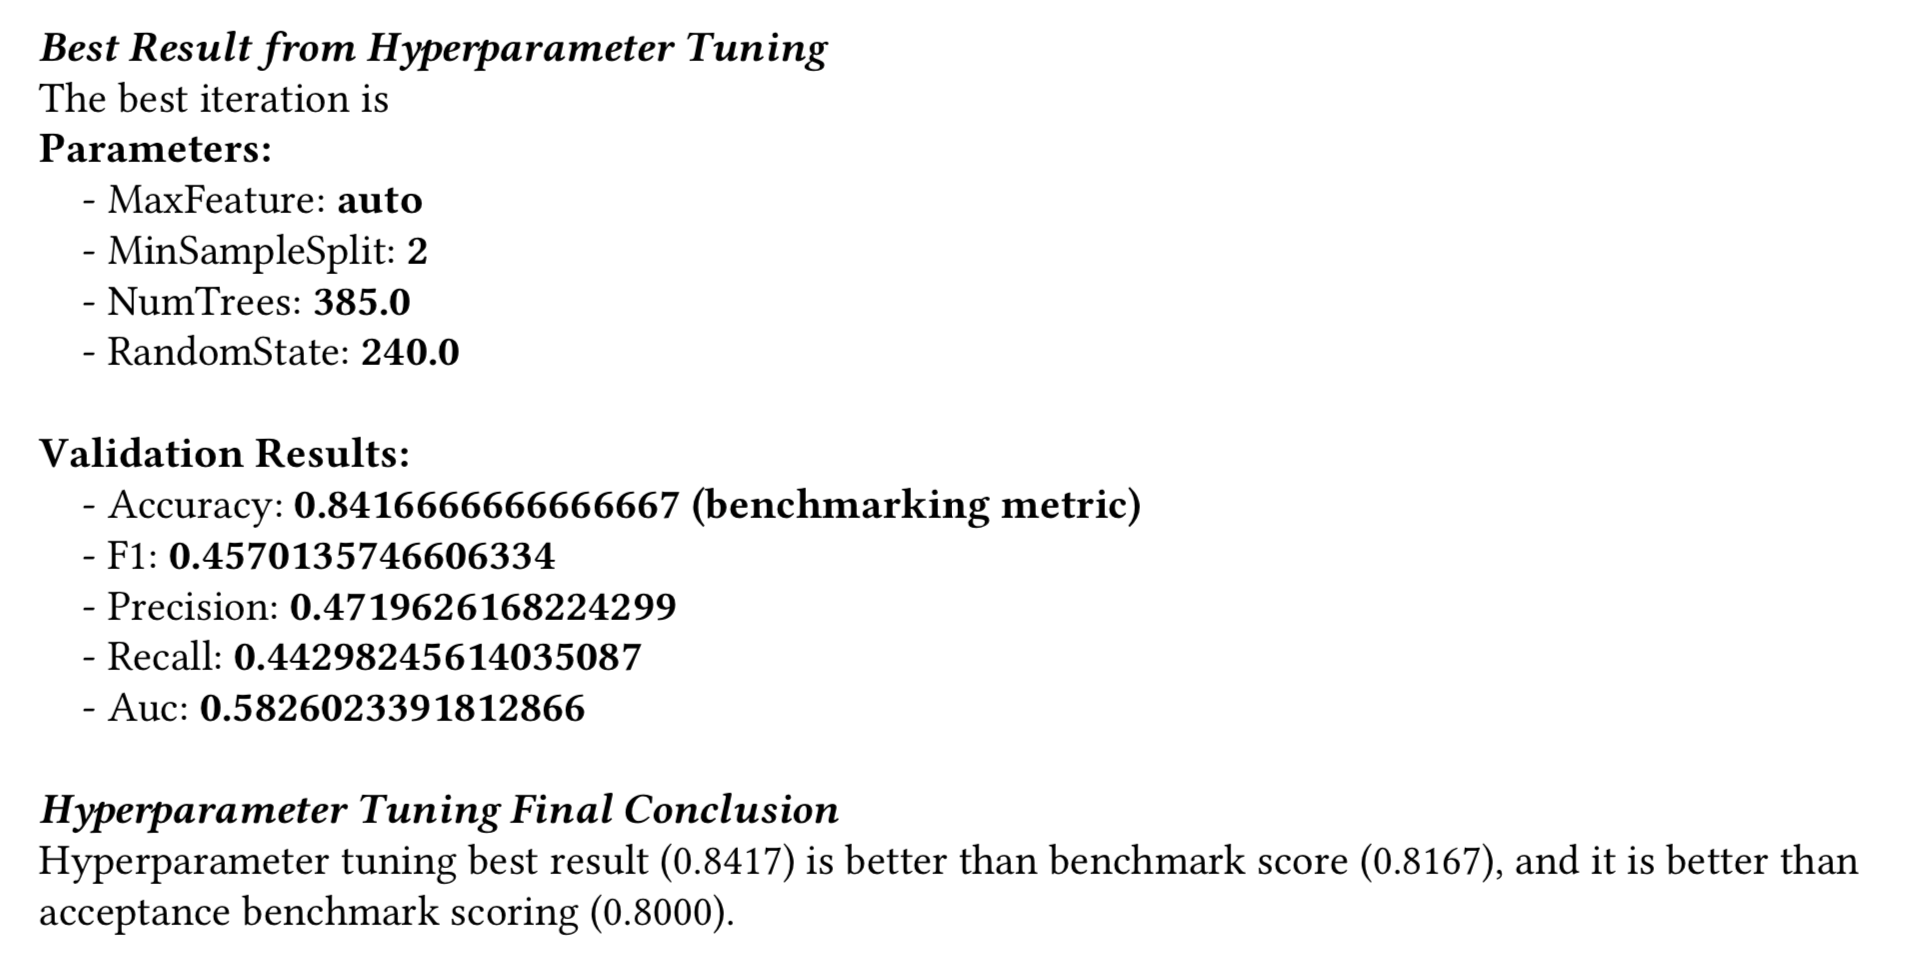 Best Result from Hyperparameter Tuning
The best iteration is
Parameters:
- MaxFeature: auto
- MinSampleSplit: 2
- NumTrees: 385.0
- RandomState: 240.0
Validation Results:
- Accuracy: 0.8416666666666667 (benchmarking metric)
- F1: 0.4570135746606334
- Precision: 0.4719626168224299
- Recall: 0.44298245614035087
- Auc: 0.5826023391812866
Hyperparameter Tuning Final Conclusion
Hyperparameter tuning best result (0.8417) is better than benchmark score (0.8167), and it is better than
acceptance benchmark scoring (0.8000).